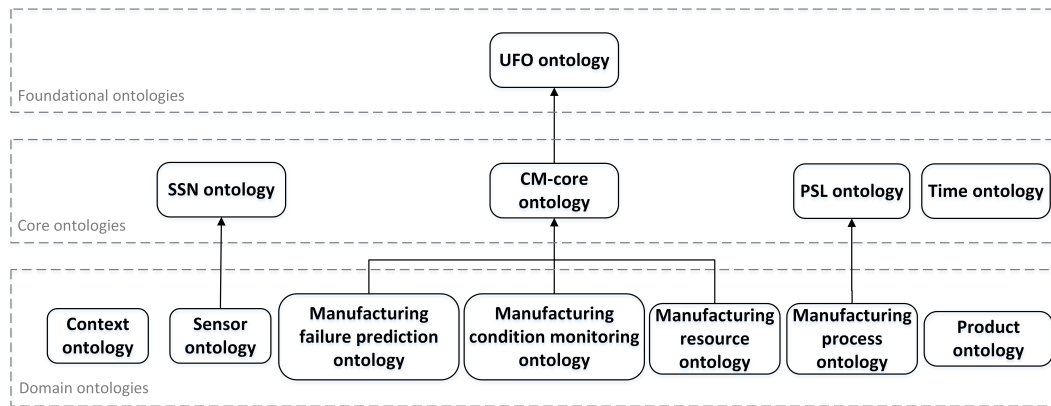 UFO ontology
Foundational ontologies
SSN ontology
CM-core
ontology
PSL ontology
Time ontology
Core ontologies
Context
ontology
Sensor
ontology
Manufacturing
failure prediction
ontology
Manufacturing
condition monitoring
ontology
Manufacturing
resource
ontology
Manufacturing
process
ontology
Product
ontology
Domain ontologies